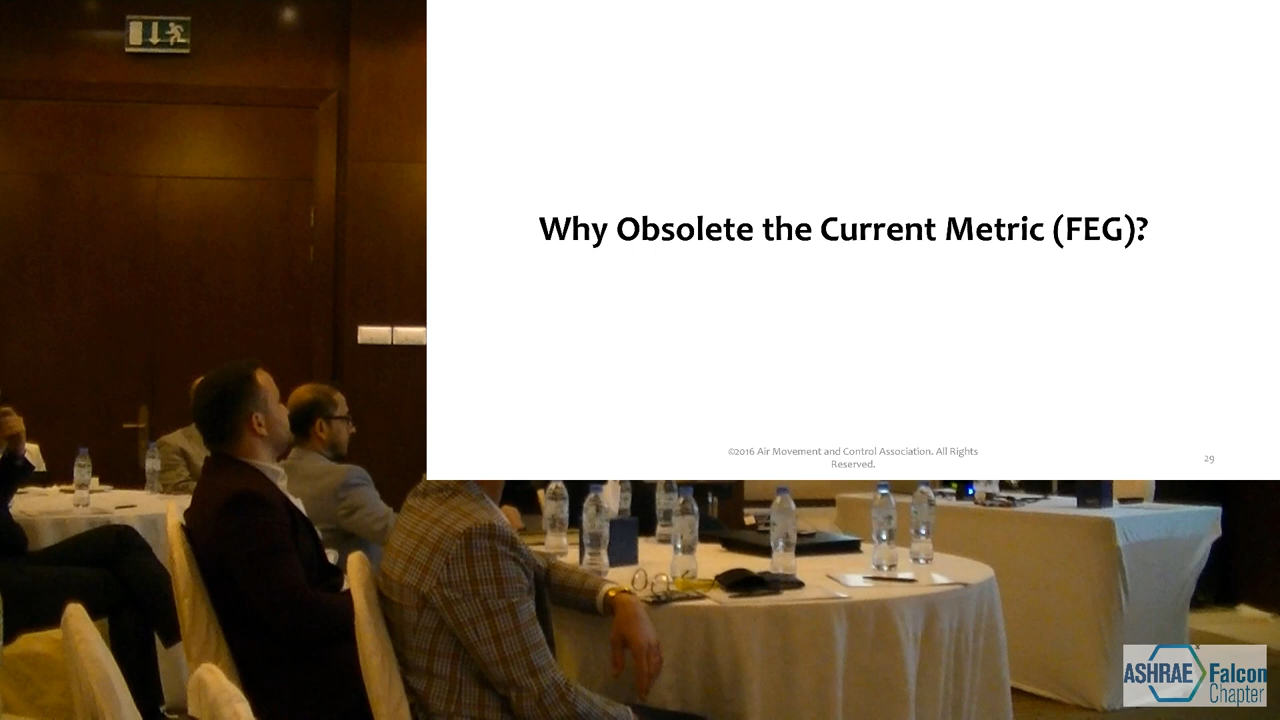 Why Obsolete the Current Metric (FEG)?
©2016 Air Movement and Control Association. All Rights
Reserved.
29
ASHRAE Falcon
Chapter